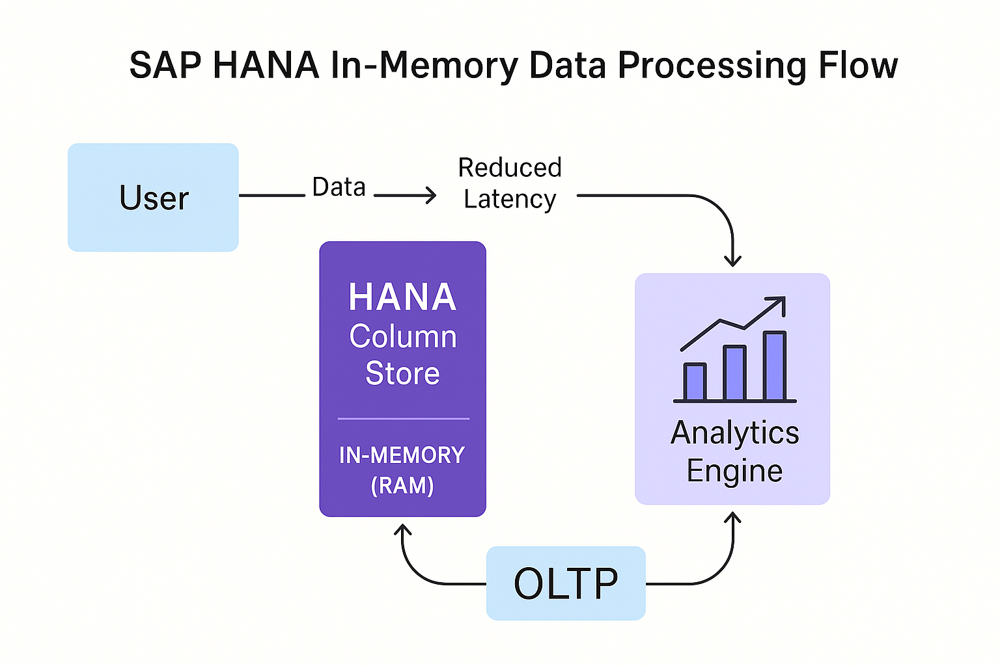 SAP HANA In-Memory Data Processing Flow
User
Data
Reduced
Latency
HANA
Column
Store
IN-MEMORY
(RAM)
Analytics
Engine
OLTP